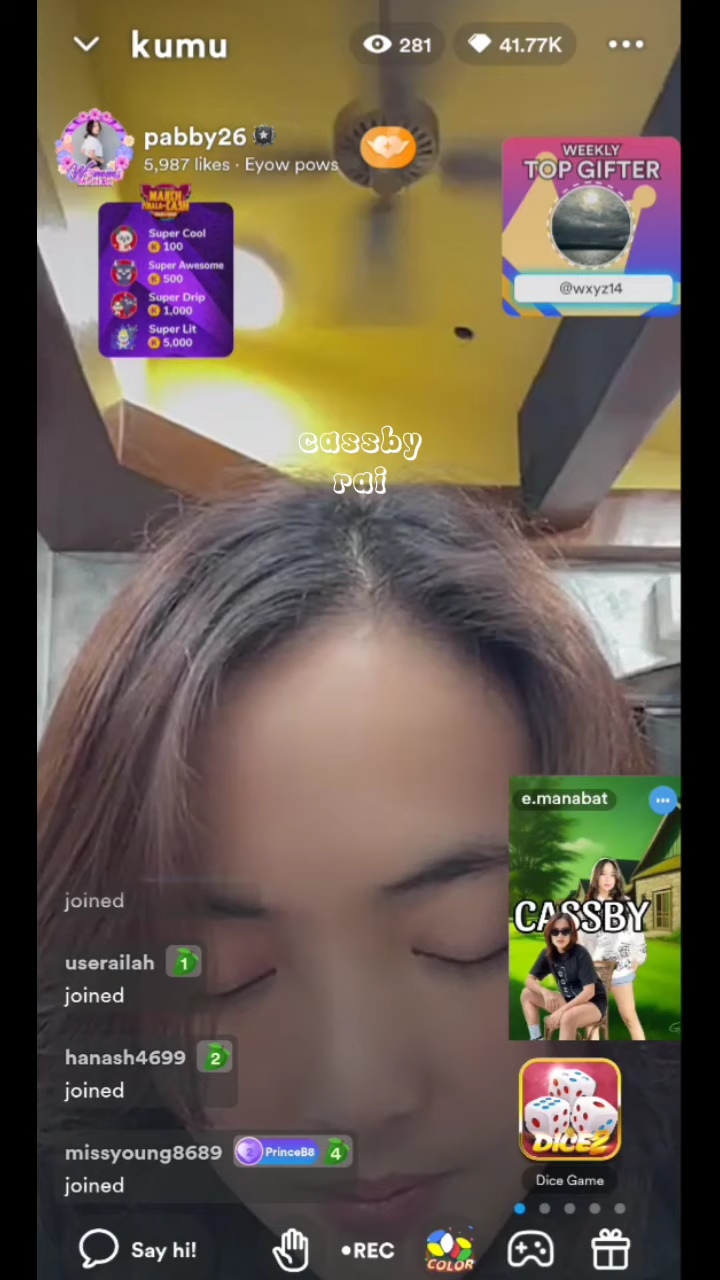 kumu
281
41.77K
pabby26
5,987 likes · Eyow pows
WEEKLY
TOP GIFTER
@wxyz14
MARCH
Super Cool
K 100
Super Awesome
K 500
Super Drip
K 1,000
Super Lit
K 5,000
cassby
rai
e.manabat
CASSBY
joined
userailah 1
joined
hanash4699 2
joined
missyoung8689 PrinceB8 4
joined
DICE2
Dice Game
Say hi!
•REC
COLOR